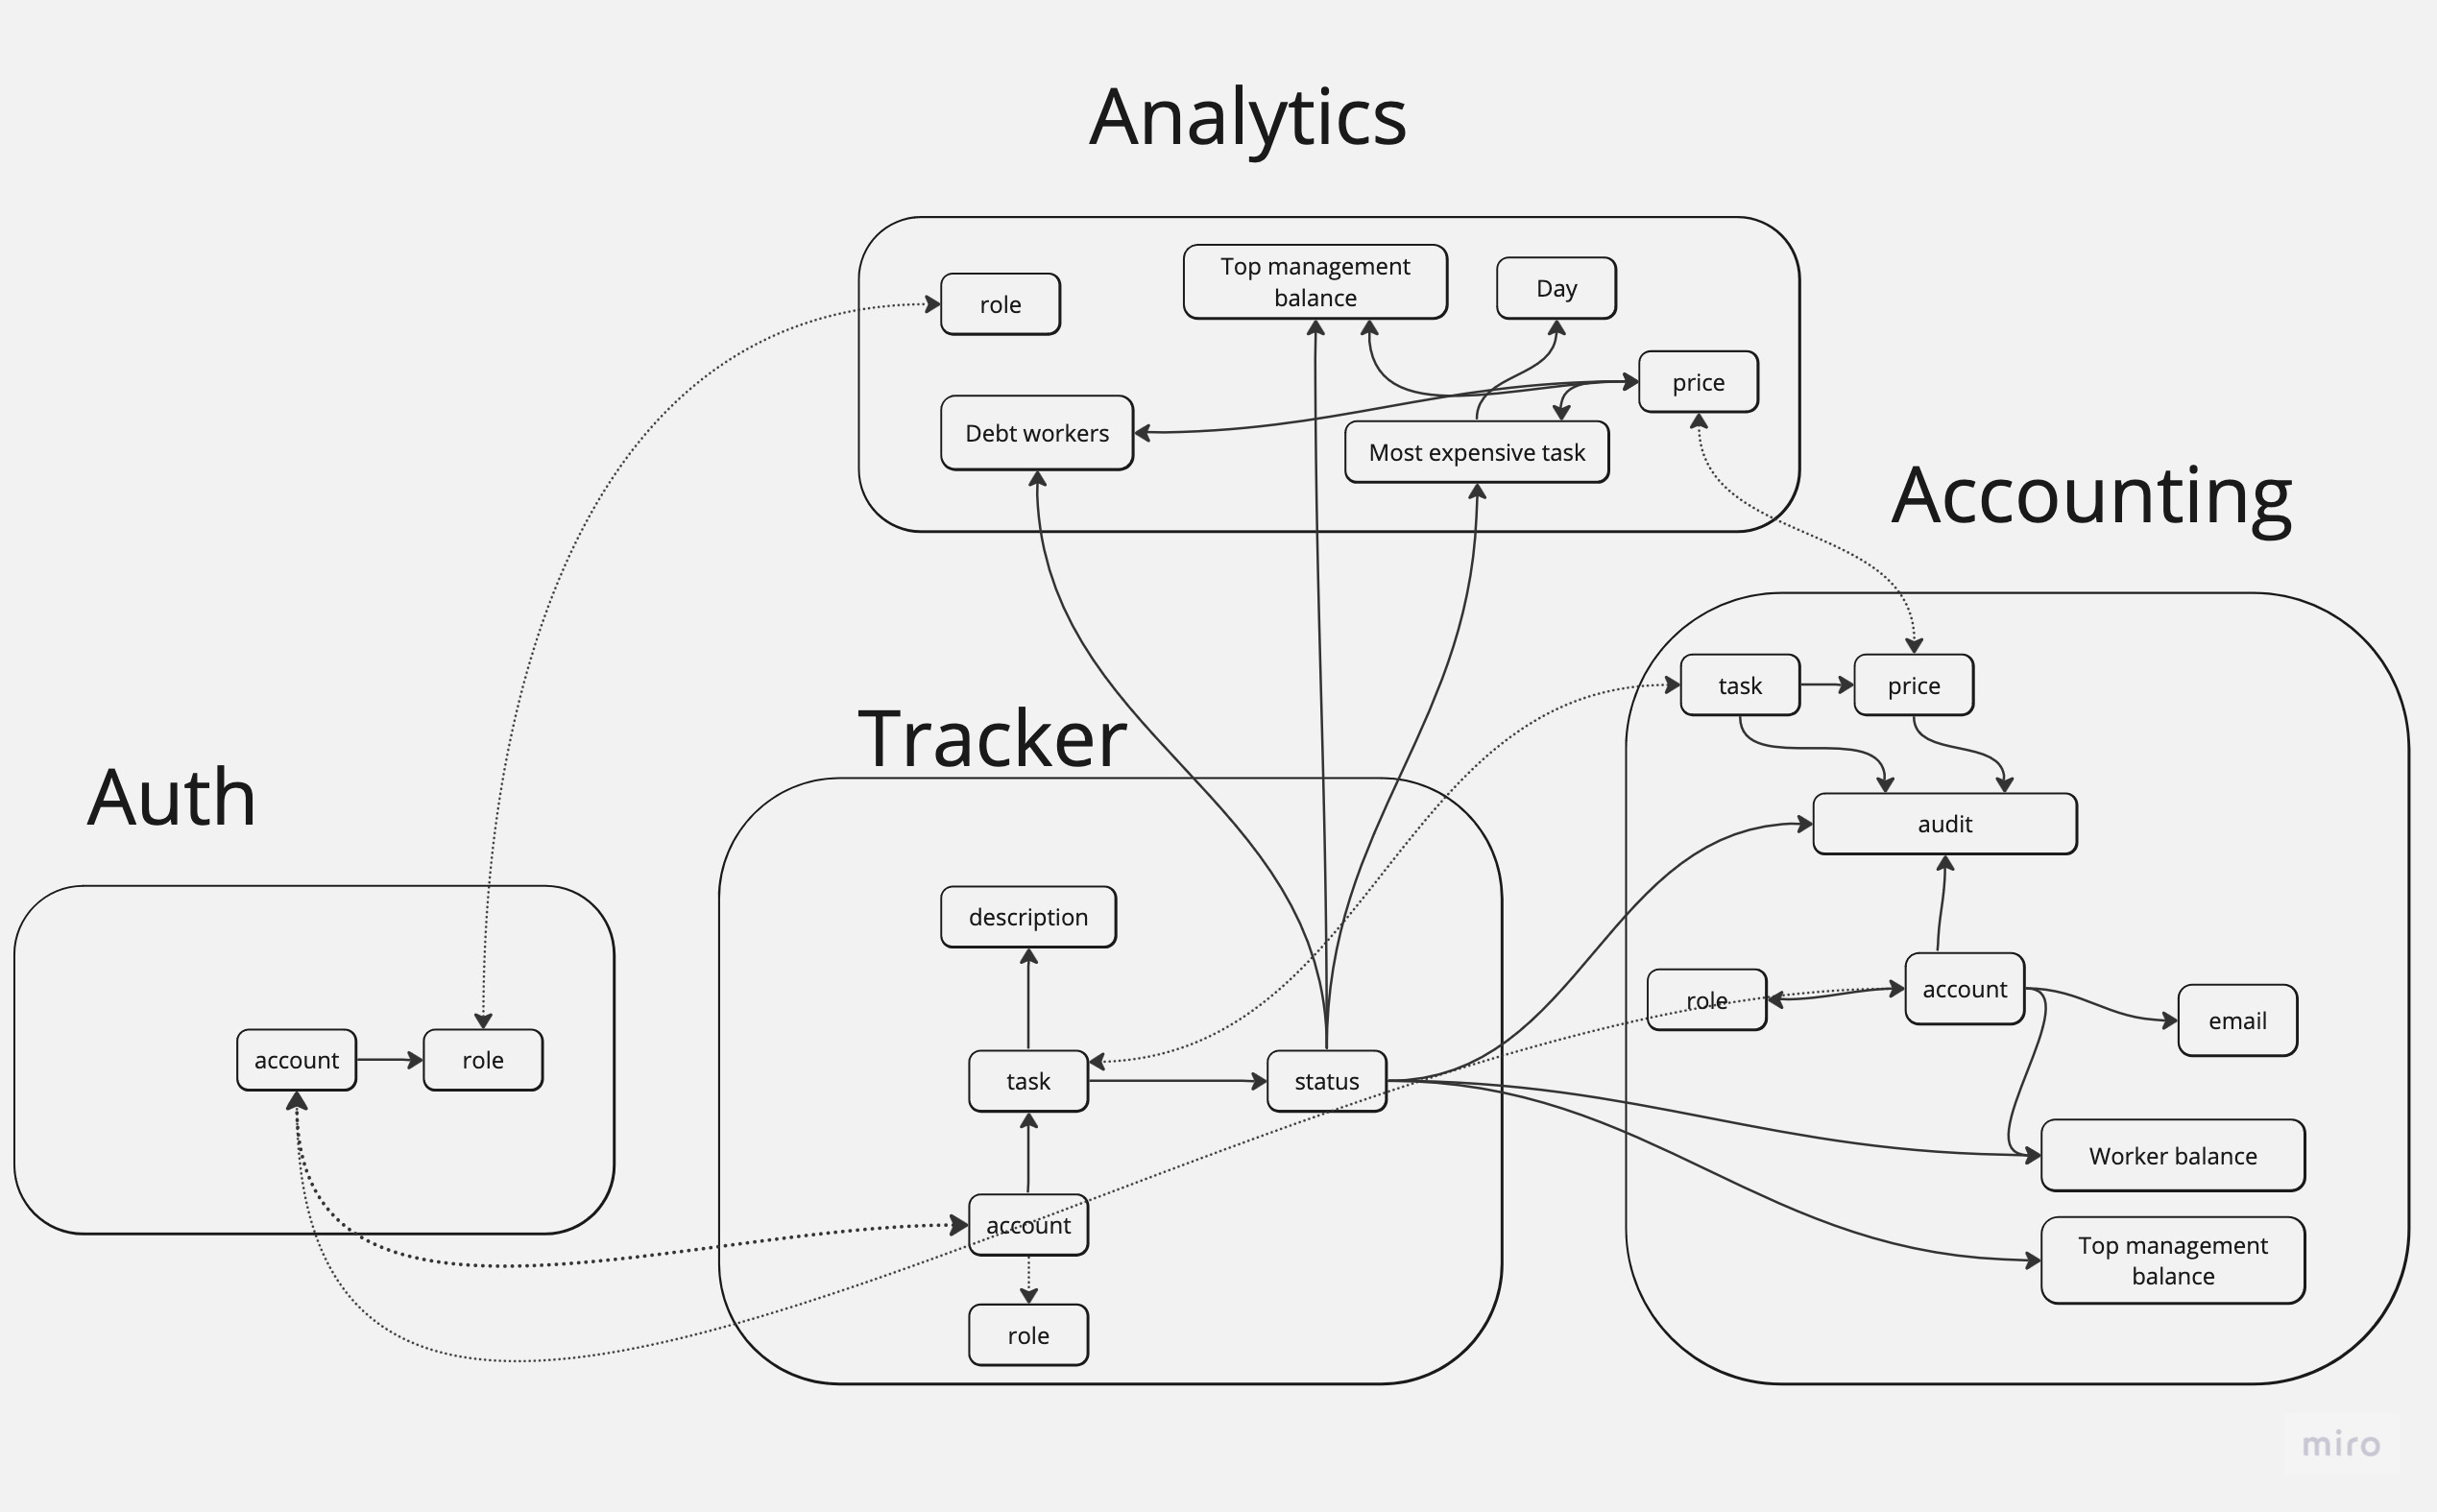 Analytics
role
Top management
balance
Day
price
Debt workers
Most expensive task
Accounting
task
price
audit
role
account
email
Worker balance
Top management
balance
Tracker
description
task
status
account
role
Auth
account
role
miro